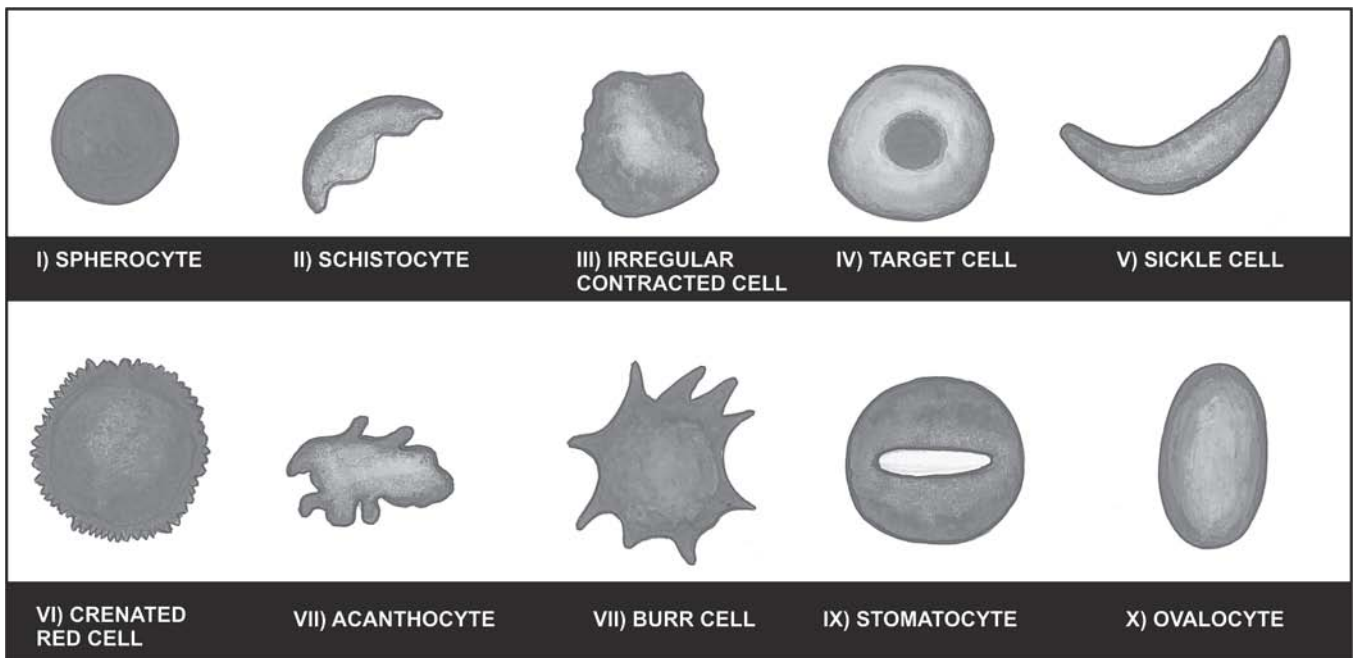 I) SPHEROCYTE
II) SCHISTOCYTE
III) IRREGULAR
CONTRACTED CELL
IV) TARGET CELL
V) SICKLE CELL
VI) CRENATED
RED CELL
VII) ACANTHOCYTE
VII) BURR CELL
IX) STOMATOCYTE
X) OVALOCYTE